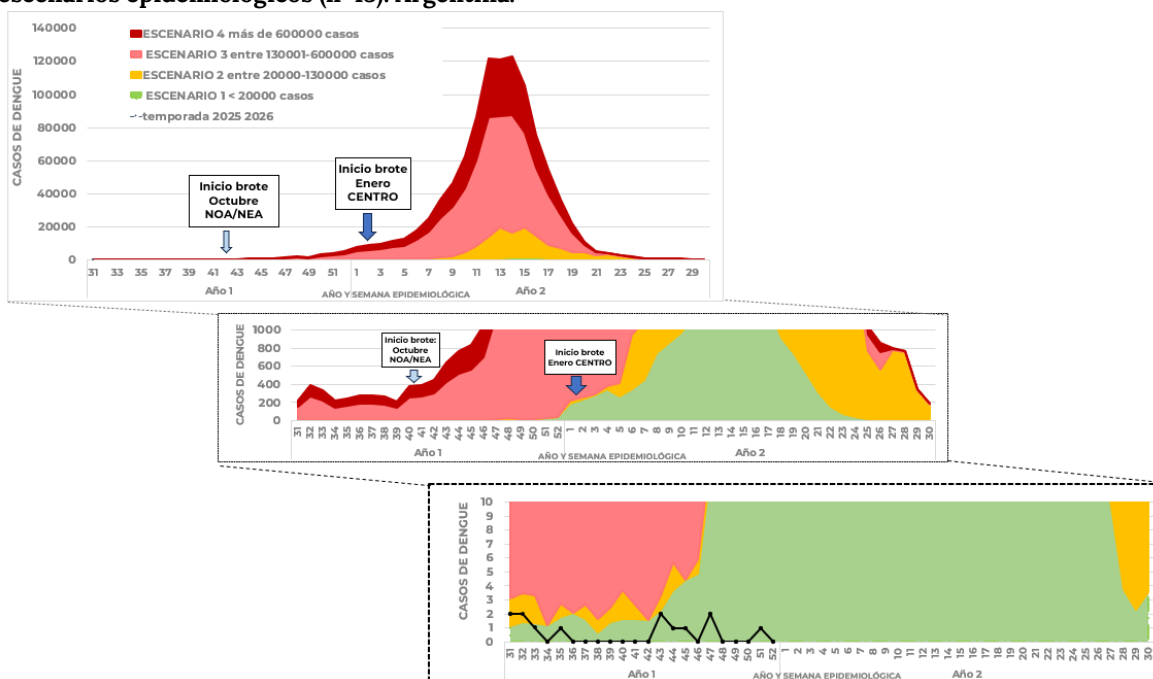 escenarios epidemiológicos (n°48). Argentina.
140000
120000
100000
80000
60000
40000
20000
0
CASOS DE DENGUE
ESCENARIO 4 más de 600000 casos
ESCENARIO 3 entre 130001-600000 casos
ESCENARIO 2 entre 20000-130000 casos
ESCENARIO 1 < 20000 casos
temporada 2025 2026
Inicio brote
Octubre
NOA/NEA
Inicio brote
Enero
CENTRO
31 33 35 37 39 41 43 45 47 49 51 1 3 5 7 9 11 13 15 17 19 21 23 25 27 29
Año 1 Año 2
AÑO Y SEMANA EPIDEMIOLÓGICA
1000
800
600
400
200
0
CASOS DE DENGUE
Inicio brote:
Octubre
NOA/NEA
Inicio brote
Enero CENTRO
31 32 33 34 35 36 37 38 39 40 41 42 43 44 45 46 47 48 49 50 51 52 1 2 3 4 5 6 7 8 9 10 11 12 13 14 15 16 17 18 19 20 21 22 23 24 25 26 27 28 29 30
Año 1 Año 2
AÑO Y SEMANA EPIDEMIOLÓGICA
10
9
8
7
6
5
4
3
2
1
0
CASOS DE DENGUE
31 32 33 34 35 36 37 38 39 40 41 42 43 44 45 46 47 48 49 50 51 52 1 2 3 4 5 6 7 8 9 10 11 12 13 14 15 16 17 18 19 20 21 22 23 24 25 26 27 28 29 30
Año 1 Año 2
AÑO Y SEMANA EPIDEMIOLÓGICA